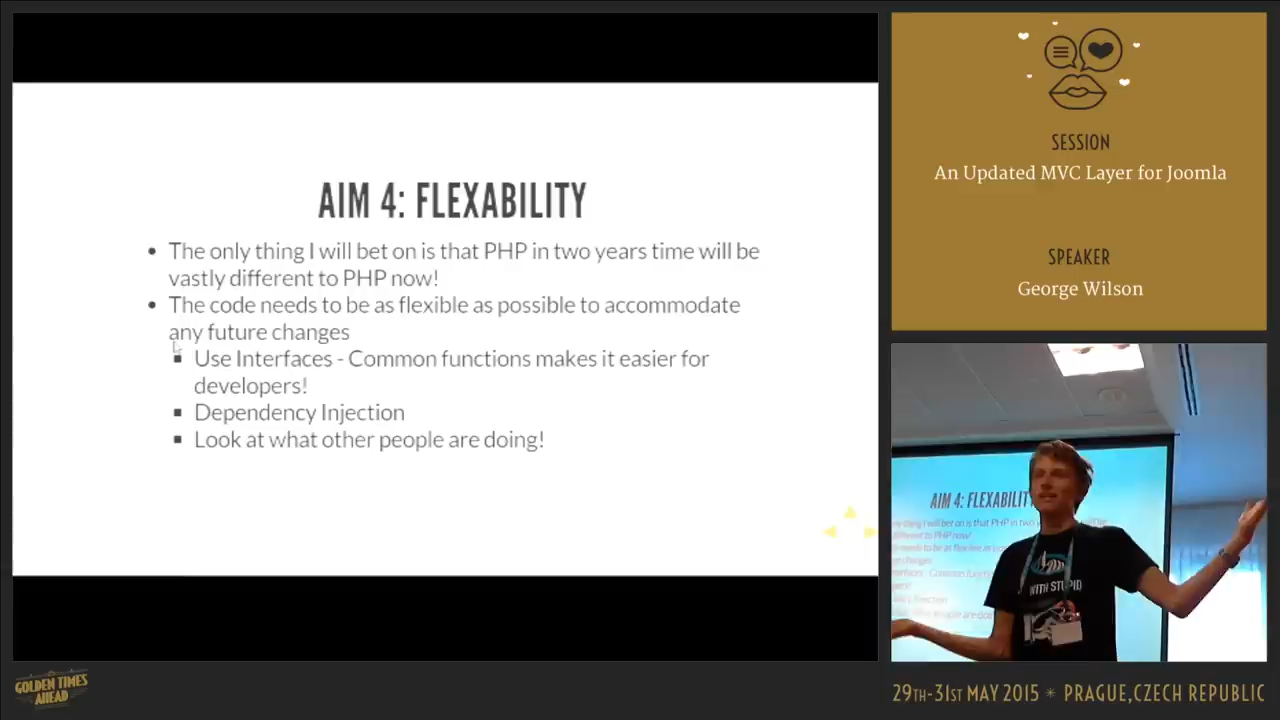 AIM 4: FLEXABILITY
• The only thing I will bet on is that PHP in two years time will be
vastly different to PHP now!
• The code needs to be as flexible as possible to accommodate
any future changes
▪ Use Interfaces - Common functions makes it easier for
developers!
▪ Dependency Injection
▪ Look at what other people are doing!
SESSION
An Updated MVC Layer for Joomla
SPEAKER
George Wilson
AIM 4: FLEXABILIT
WITH STUPID
GOLDEN TIMES
AHEAD
29TH-31ST MAY 2015 * PRAGUE,CZECH REPUBLIC